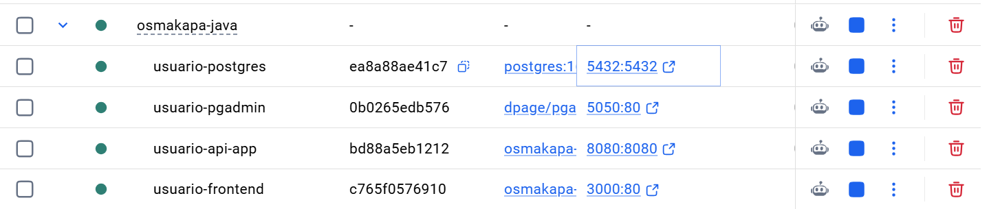 osmakapa-java - - -
usuario-postgres ea8a88ae41c7 postgres:1 5432:5432
usuario-pgadmin 0b0265edb576 dpage/pga 5050:80
usuario-api-app bd88a5eb1212 osmakapa- 8080:8080
usuario-frontend c765f0576910 osmakapa- 3000:80